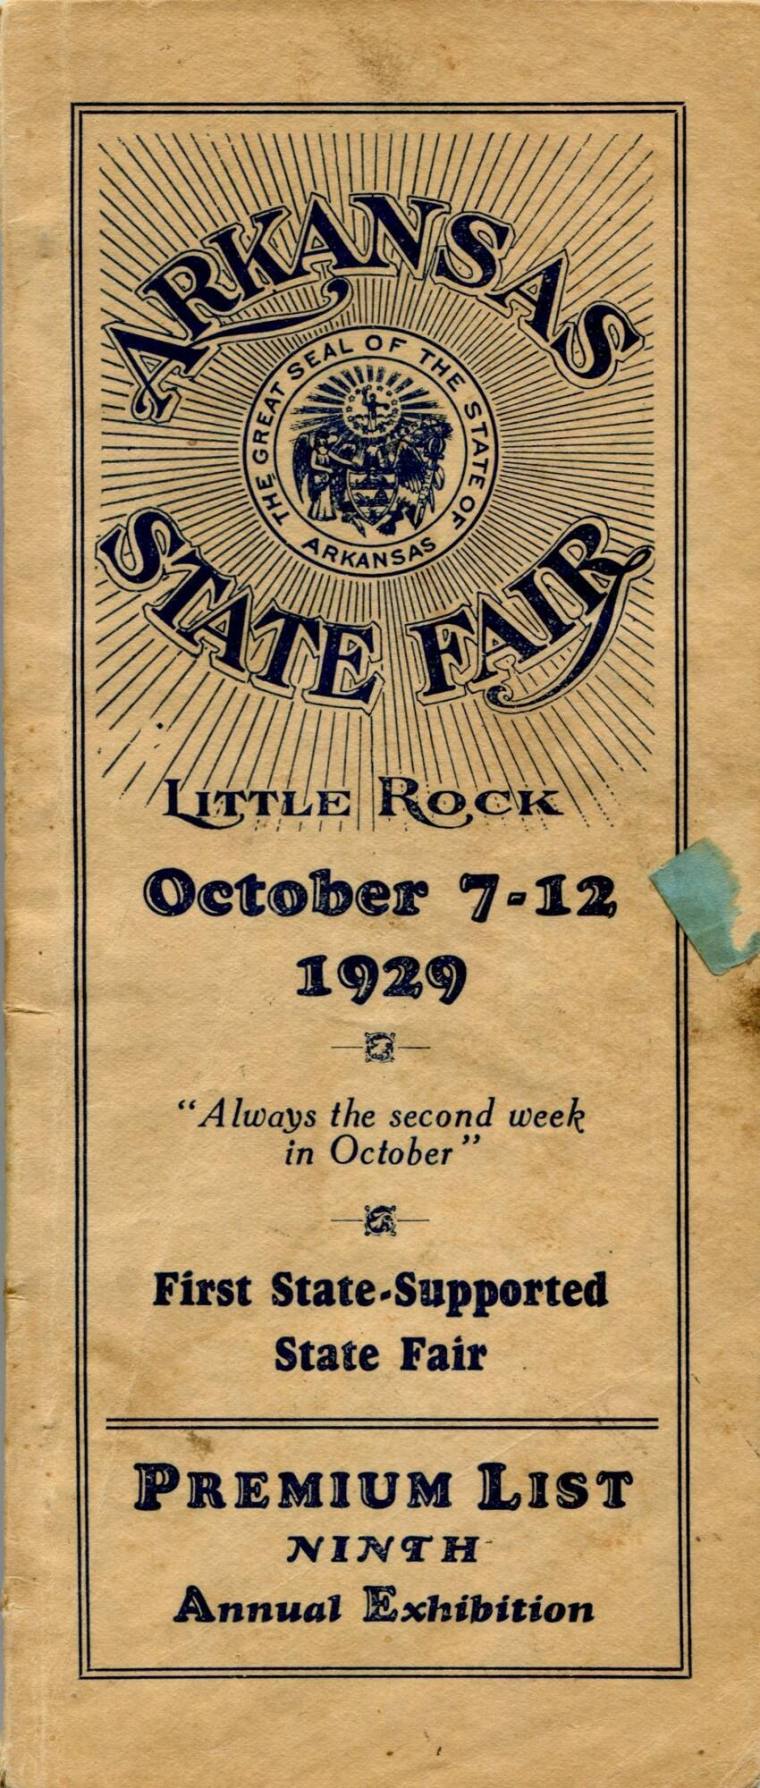 ARKANSAS
THE GREAT SEAL OF THE STATE OF
ARKANSAS
STATE FAIR
LITTLE ROCK
October 7-12
1929
“Always the second week
in October”
First State-Supported
State Fair
PREMIUM LIST
NINTH
Annual Exhibition